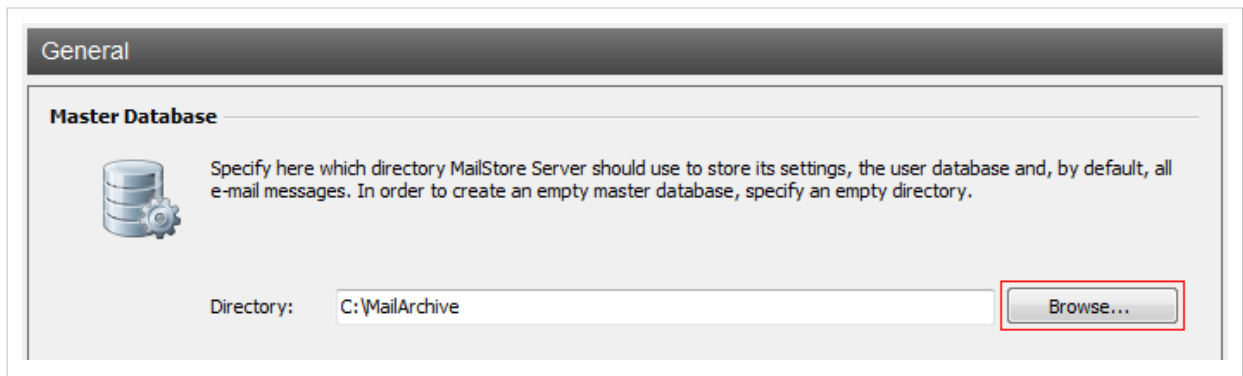 General
Master Database
Specify here which directory MailStore Server should use to store its settings, the user database and, by default, all
e-mail messages. In order to create an empty master database, specify an empty directory.
Directory: C:\MailArchive Browse...